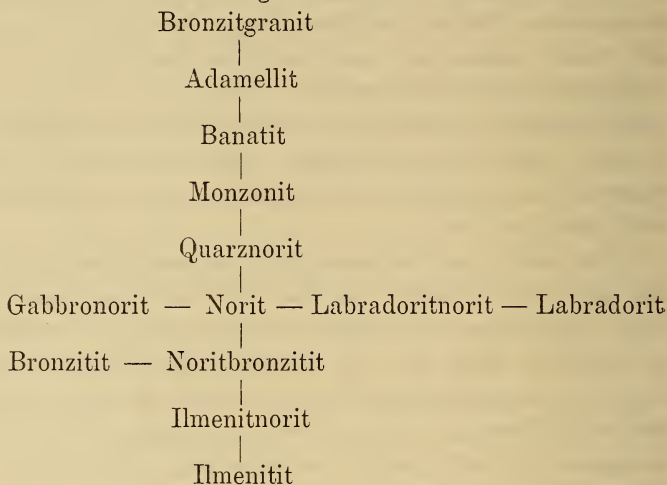 Bronzitgranit
Adamellit
Banatit
Monzonit
Quarznorit
Gabbronorit — Norit — Labradoritnorit — Labradorit
Bronzitit — Noritbronzitit
Ilmenitnorit
Ilmenitit